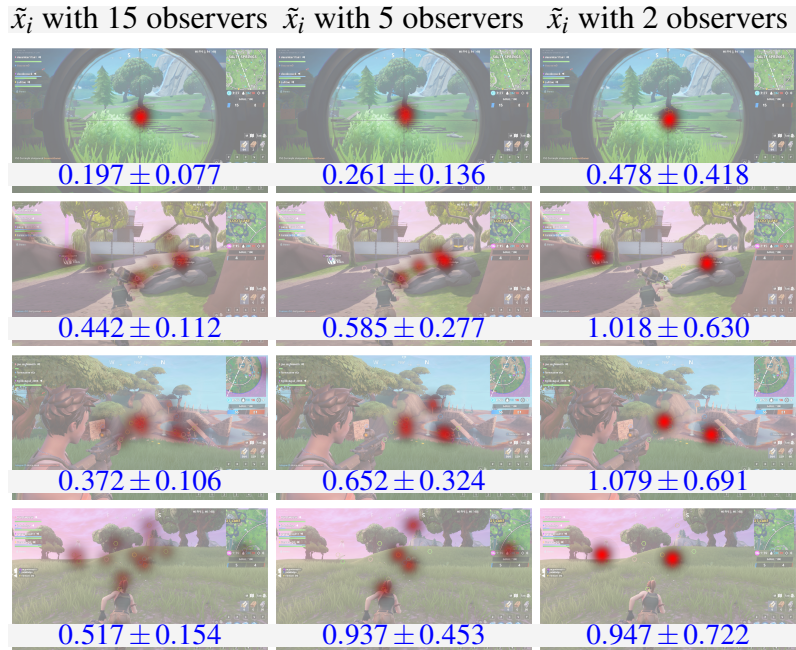 x̃ᵢ with 15 observers x̃ᵢ with 5 observers x̃ᵢ with 2 observers
0.197 ± 0.077 0.261 ± 0.136 0.478 ± 0.418
0.442 ± 0.112 0.585 ± 0.277 1.018 ± 0.630
0.372 ± 0.106 0.652 ± 0.324 1.079 ± 0.691
0.517 ± 0.154 0.937 ± 0.453 0.947 ± 0.722